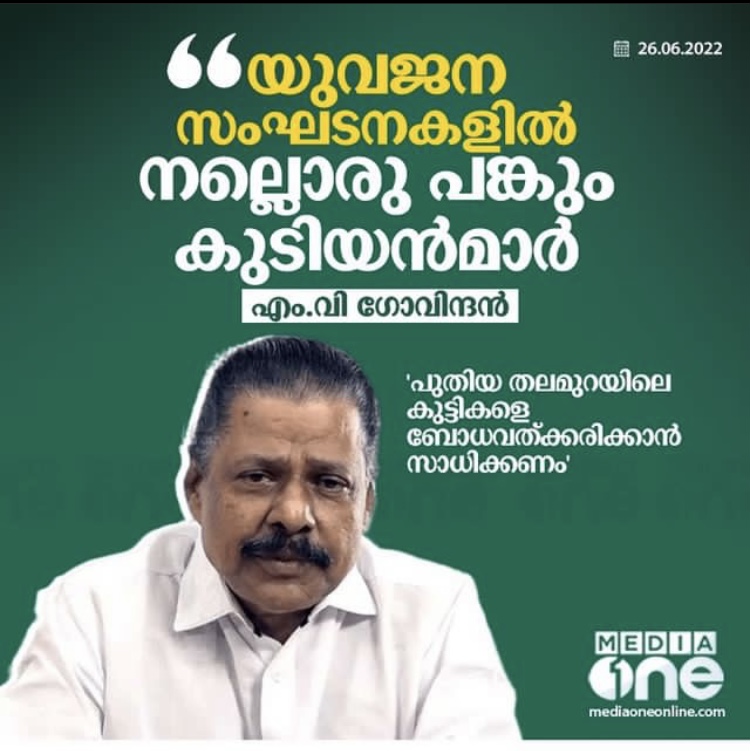 26.06.2022
“യുവജന
സംഘടനകളിൽ
നല്ലൊരു പങ്കും
കുടിയൻമാർ
എം.വി ഗോവിന്ദൻ
'പുതിയ തലമുറയിലെ
കുട്ടികളെ
ബോധവത്ക്കരിക്കാൻ
സാധിക്കണം'
MEDIA
one
mediaoneonline.com